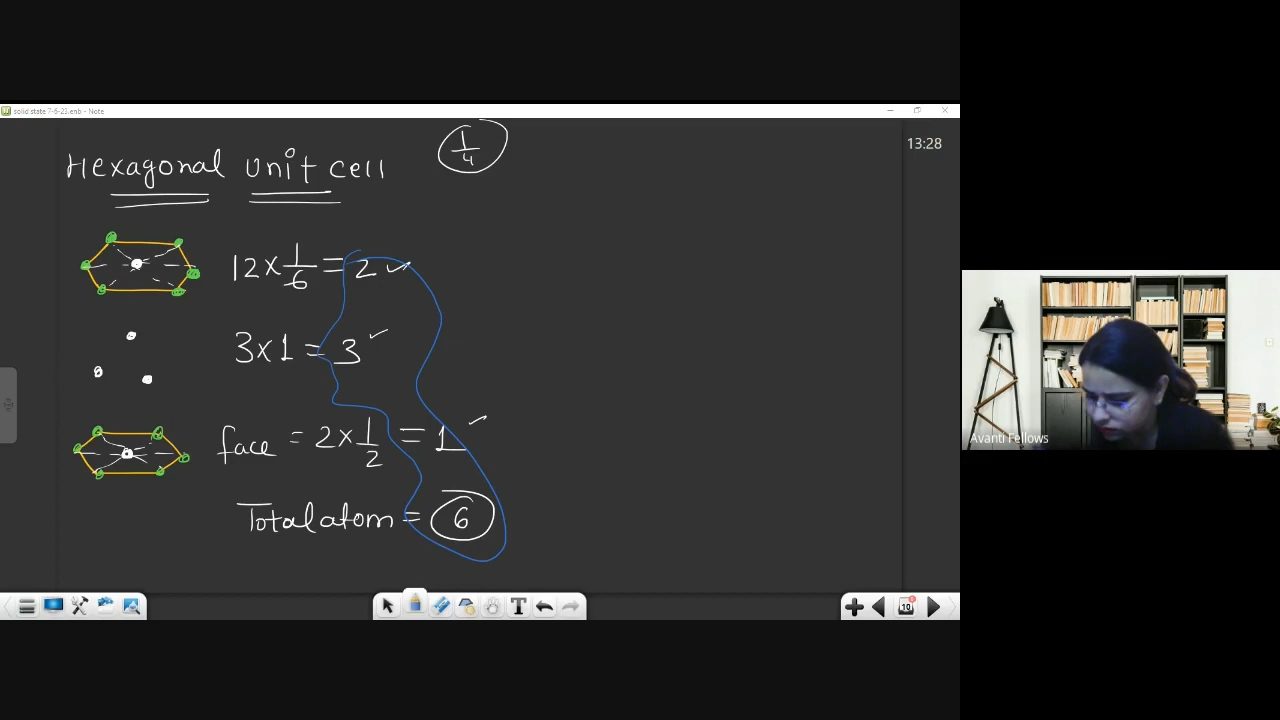 solid state 7-6-23.enb - Note
1/4
Hexagonal unit cell
13:28
12 × 1/6 = 2 ✓
3 × 1 = 3 ✓
face = 2 × 1/2 = 1 ✓
Total atom = 6
Avanti Fellows
T
10